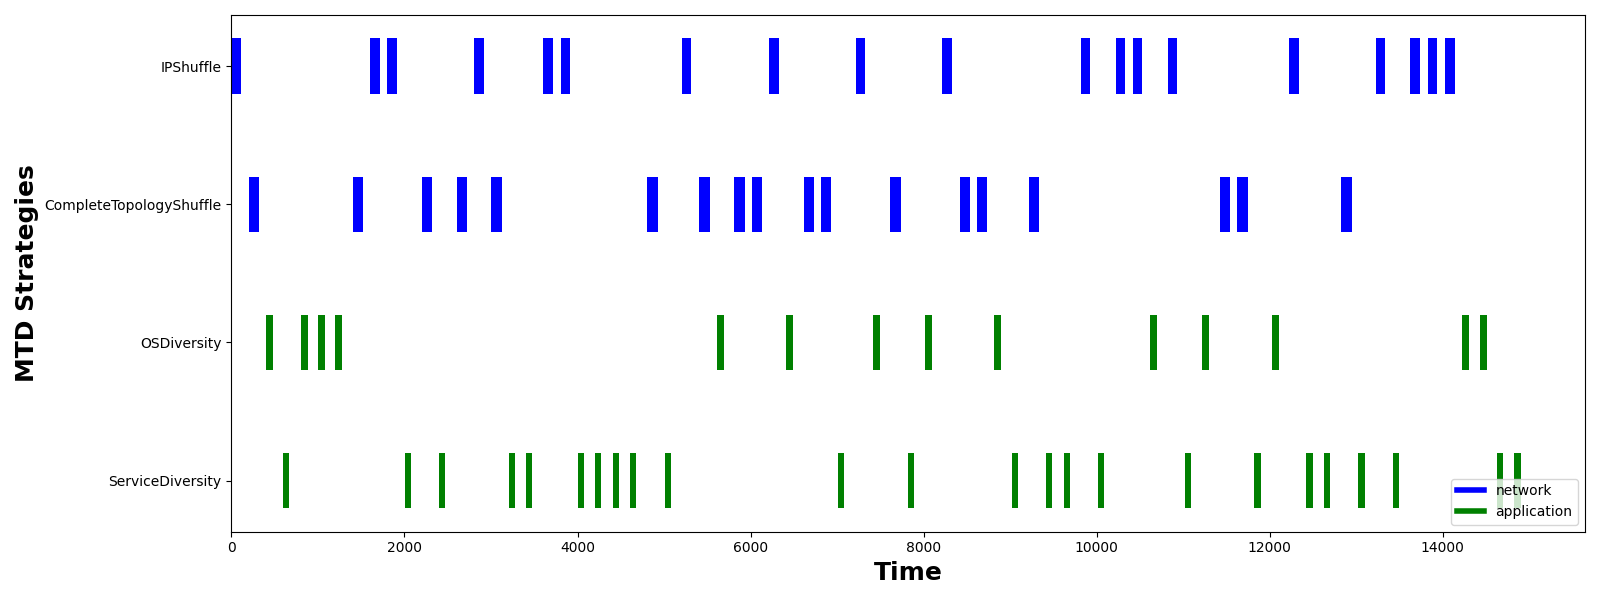 MTD Strategies
IPShuffle
CompleteTopologyShuffle
OSDiversity
ServiceDiversity
network
application
0 2000 4000 6000 8000 10000 12000 14000
Time